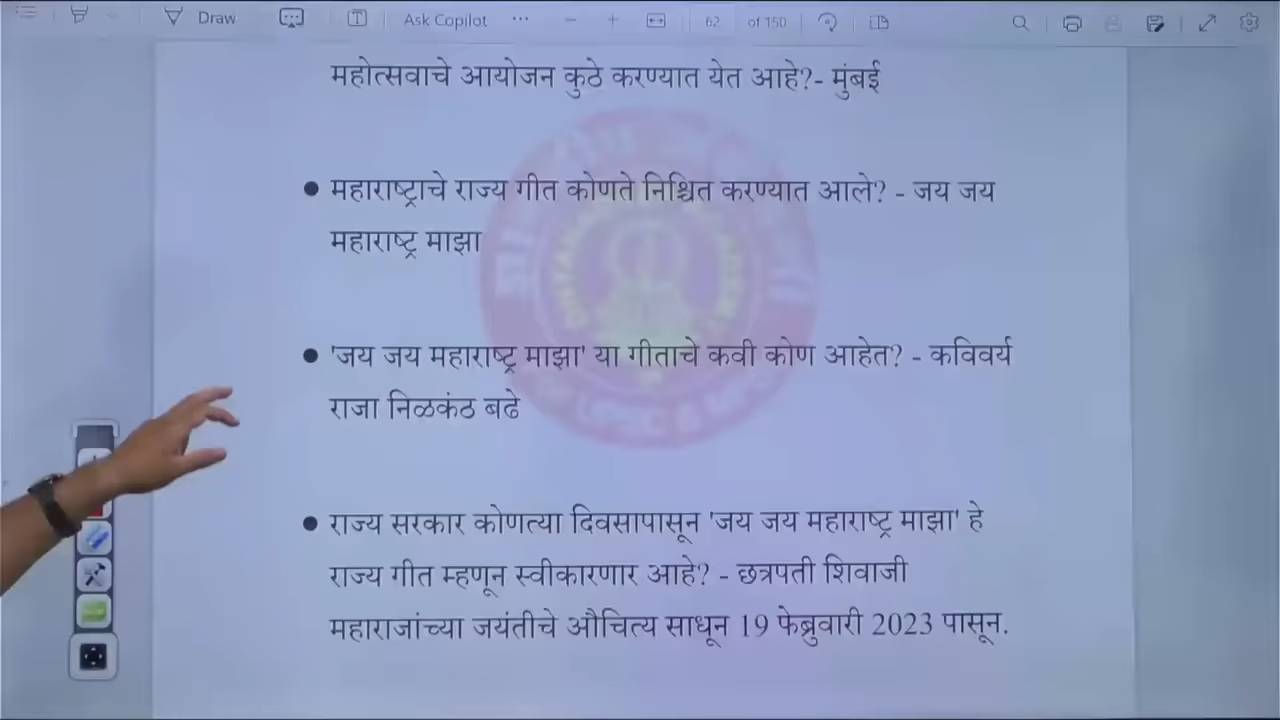 Draw
Ask Copilot
62 of 150
महोत्सवाचे आयोजन कुठे करण्यात येत आहे?- मुंबई
● महाराष्ट्राचे राज्य गीत कोणते निश्चित करण्यात आले? - जय जय
महाराष्ट्र माझा
● 'जय जय महाराष्ट्र माझा' या गीताचे कवी कोण आहेत? - कविवर्य
राजा निळकंठ बढे
● राज्य सरकार कोणत्या दिवसापासून 'जय जय महाराष्ट्र माझा' हे
राज्य गीत म्हणून स्वीकारणार आहे? - छत्रपती शिवाजी
महाराजांच्या जयंतीचे औचित्य साधून 19 फेब्रुवारी 2023 पासून.